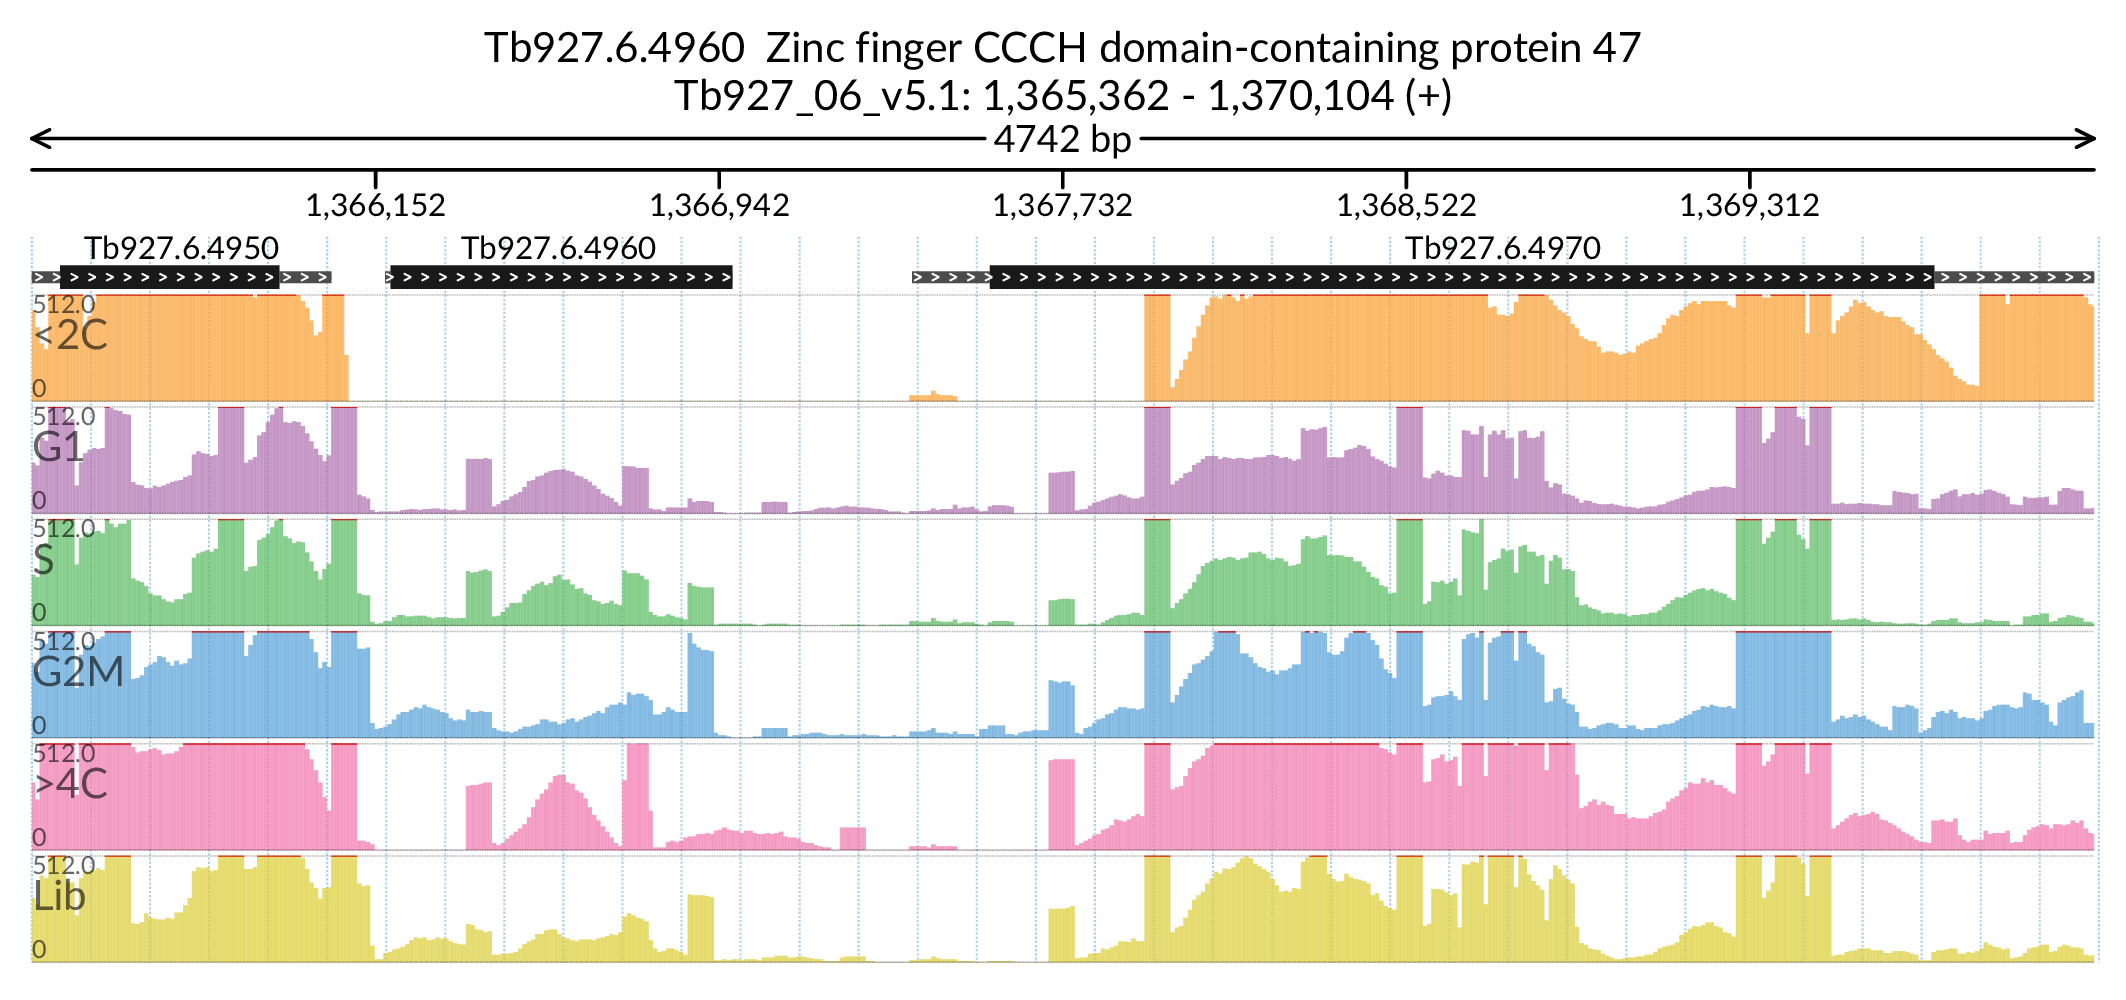 Tb927.6.4960  Zinc finger CCCH domain-containing protein 47
Tb927_06_v5.1: 1,365,362 - 1,370,104 (+)
4742 bp
1,366,152 1,366,942 1,367,732 1,368,522 1,369,312
Tb927.6.4950 Tb927.6.4960 Tb927.6.4970
512.0
<2C
0
512.0
G1
0
512.0
S
0
512.0
G2M
0
512.0
>4C
0
512.0
Lib
0